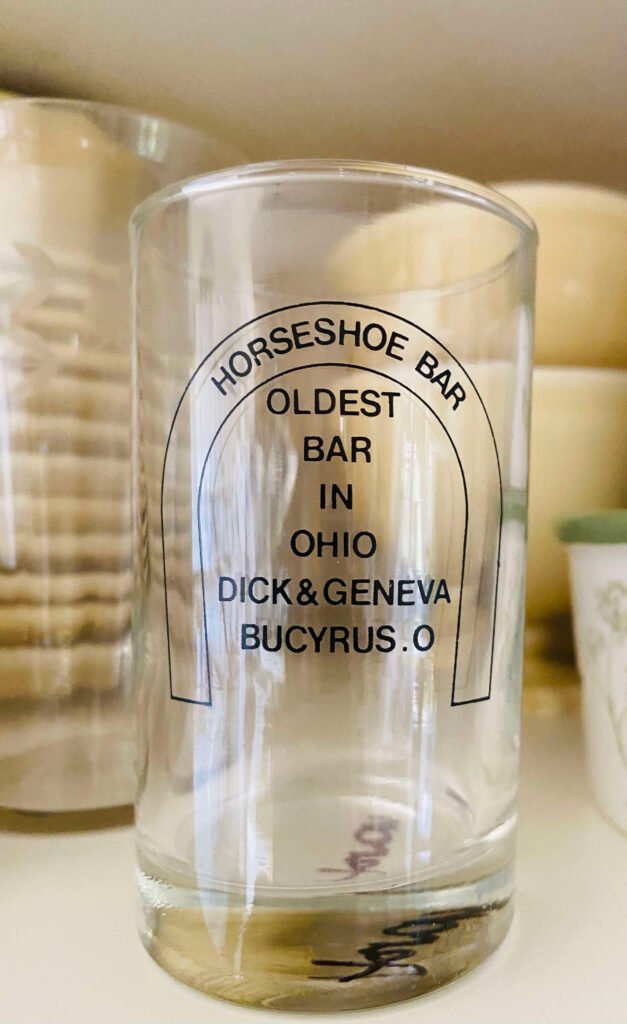 HORSESHOE BAR
OLDEST
BAR
IN
OHIO
DICK&GENEVA
BUCYRUS.O